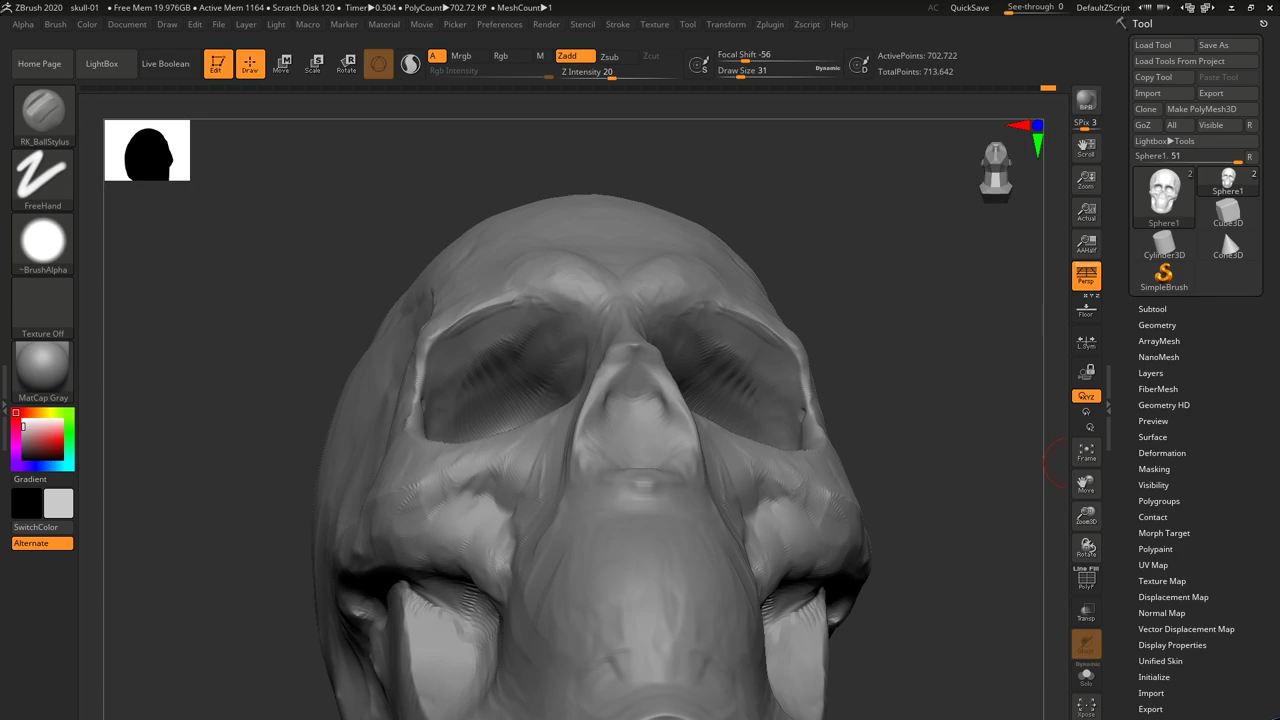 ZBrush 2020 skull-01 • Free Mem 19.976GB • Active Mem 1164 • Scratch Disk 120 • Timer▶0.504 • PolyCount▶702.72 KP • MeshCount▶1 AC QuickSave See-through 0 DefaultZScript
Alpha Brush Color Document Draw Edit File Layer Light Macro Marker Material Movie Picker Preferences Render Stencil Stroke Texture Tool Transform Zplugin Zscript Help
Tool
Home Page
LightBox
Live Boolean
Edit
Draw
Move
Scale
Rotate
A
Mrgb
Rgb
M
Rgb Intensity
Zadd
Zsub
Zcut
Z Intensity 20
S
Focal Shift -56
Draw Size 31
Dynamic
D
ActivePoints: 702,722
TotalPoints: 713,642
RK_BallStylus
FreeHand
~BrushAlpha
Texture Off
MatCap Gray
Gradient
SwitchColor
Alternate
BPR
SPix 3
Scroll
Zoom
Actual
AAHalf
Persp
X Y Z
Floor
L.Sym
XYZ
Frame
Move
Zoom3D
Rotate
Line Fill
PolyF
Transp
Dynamic
Solo
Xpose
Load Tool
Save As
Load Tools From Project
Copy Tool
Paste Tool
Import
Export
Clone
Make PolyMesh3D
GoZ
All
Visible
R
Lightbox▶Tools
Sphere1. 51
R
2
Sphere1
2
Sphere1
Cube3D
Cylinder3D
Cone3D
SimpleBrush
Subtool
Geometry
ArrayMesh
NanoMesh
Layers
FiberMesh
Geometry HD
Preview
Surface
Deformation
Masking
Visibility
Polygroups
Contact
Morph Target
Polypaint
UV Map
Texture Map
Displacement Map
Normal Map
Vector Displacement Map
Display Properties
Unified Skin
Initialize
Import
Export